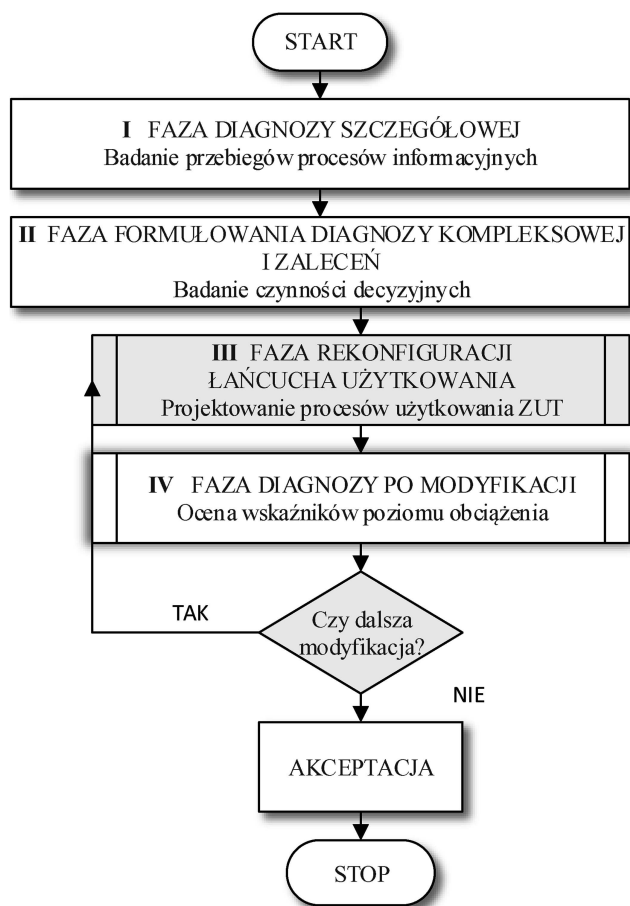 START
I FAZA DIAGNOZY SZCZEGÓŁOWEJ
Badanie przebiegów procesów informacyjnych
II FAZA FORMUŁOWANIA DIAGNOZY KOMPLEKSOWEJ
I ZALECEŃ
Badanie czynności decyzyjnych
III FAZA REKONFIGURACJI
ŁAŃCUCHA UŻYTKOWANIA
Projektowanie procesów użytkowania ZUT
IV FAZA DIAGNOZY PO MODYFIKACJI
Ocena wskaźników poziomu obciążenia
TAK
Czy dalsza
modyfikacja?
NIE
AKCEPTACJA
STOP